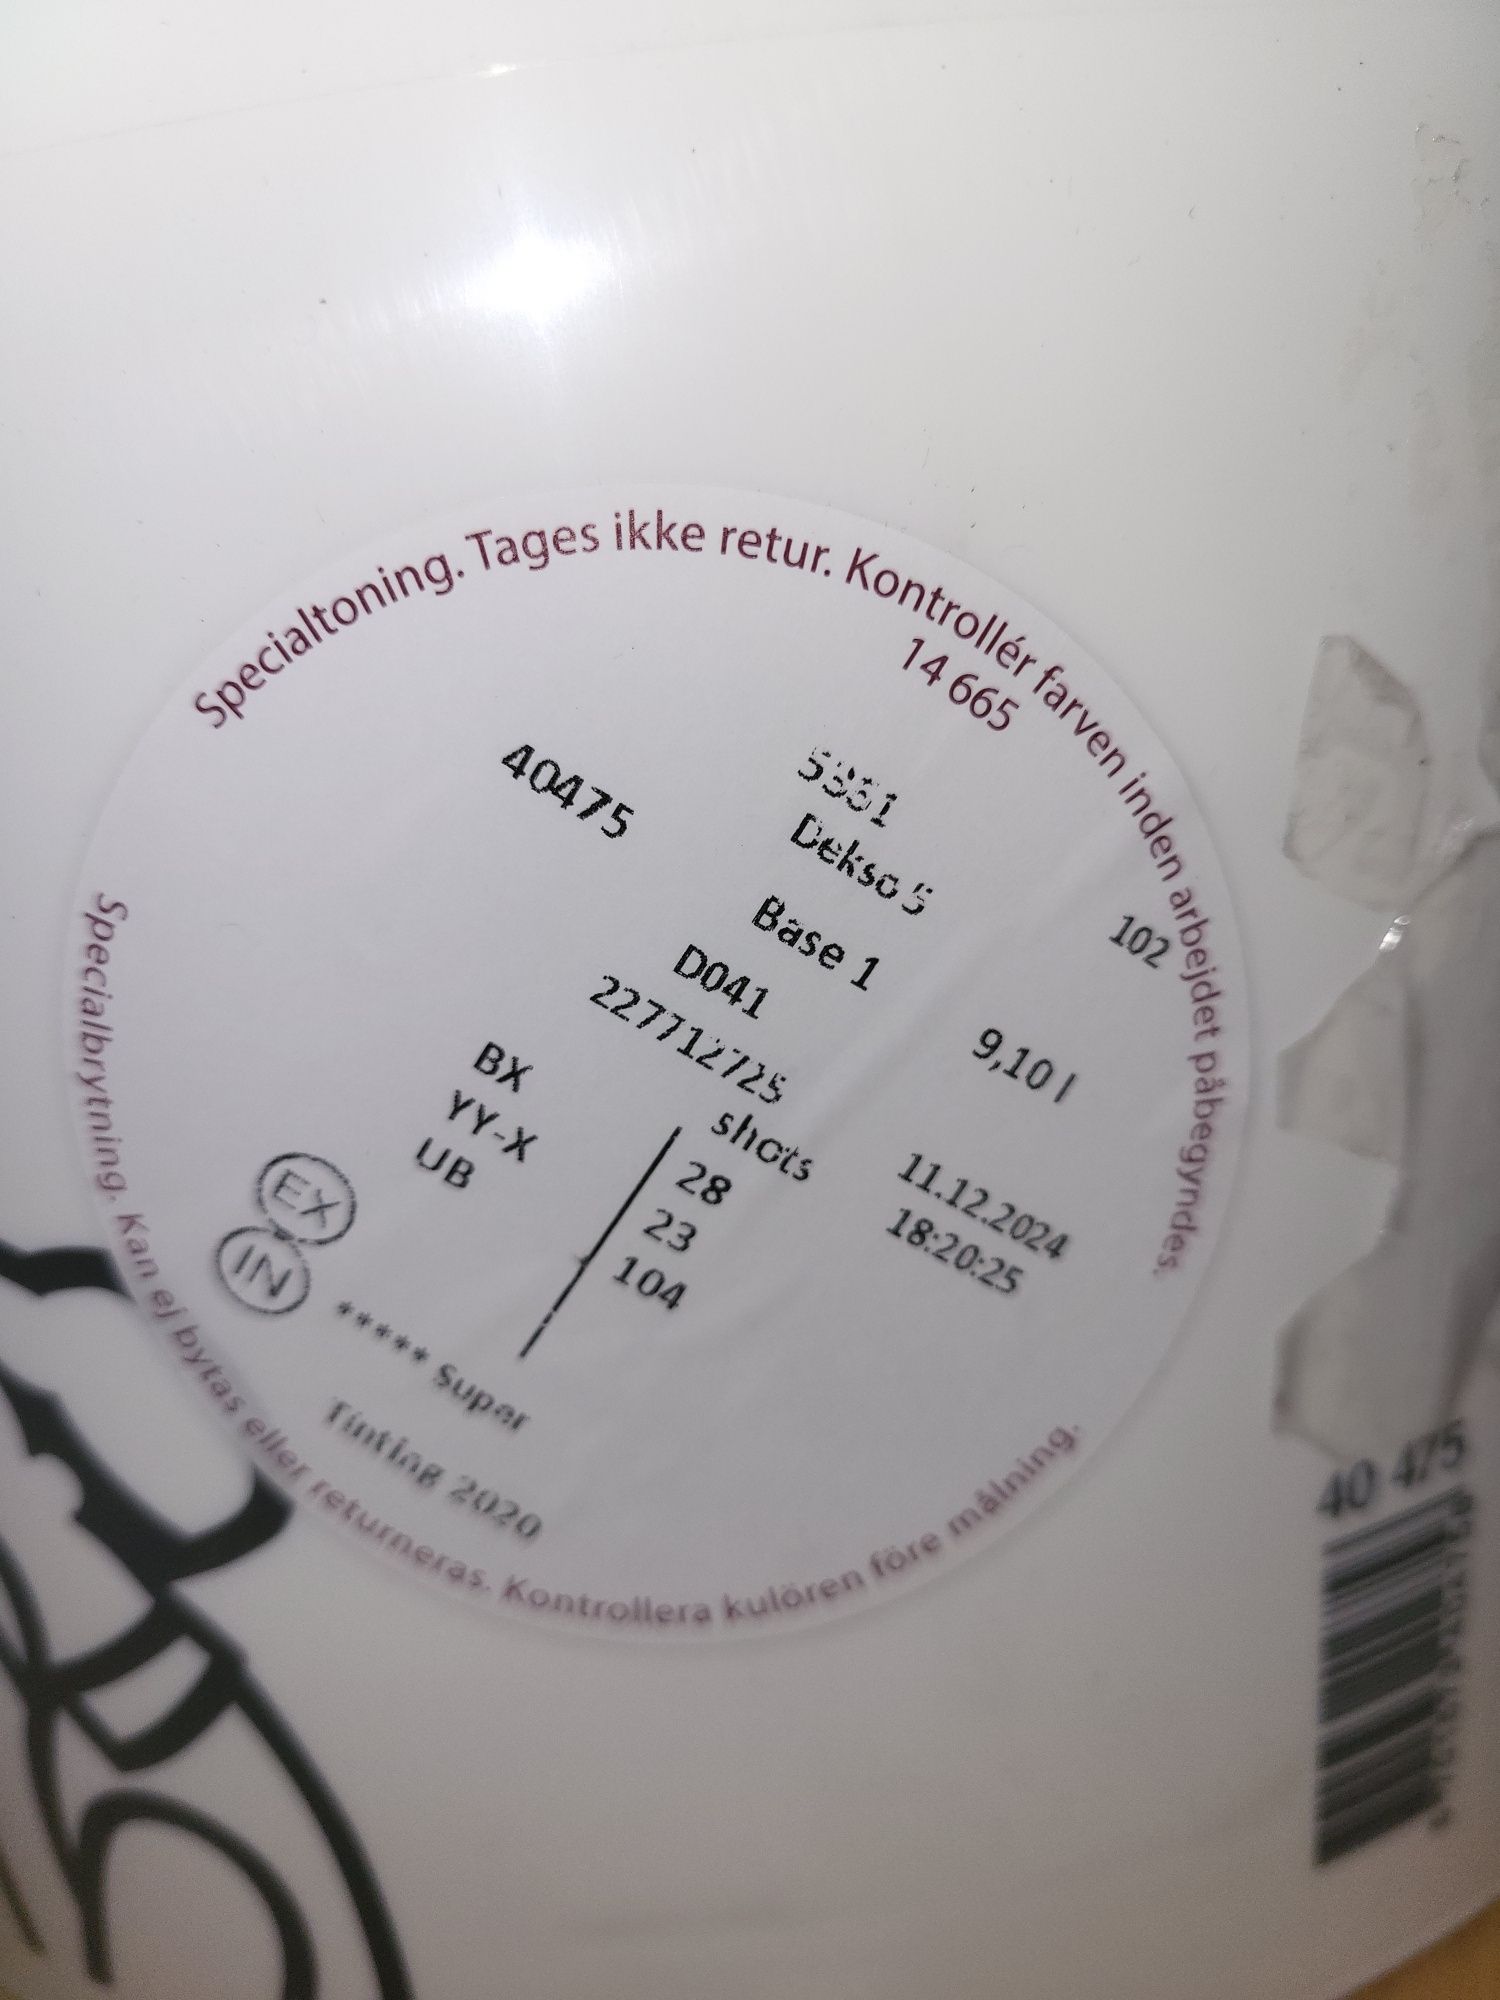 Specialtoning. Tages ikke retur. Kontrollér farven inden arbejdet påbegyndes.
14 665
40475
Dekso 5
102
Base 1
9,10 l
D041
227712725
shots
11.12.2024
18:20:25
BX 28
YY-X 23
UB 104
EX
IN
***** Super
Tinting 2020
Specialbrytning. Kan ej bytas eller returneras. Kontrollera kulören före målning.
40 475